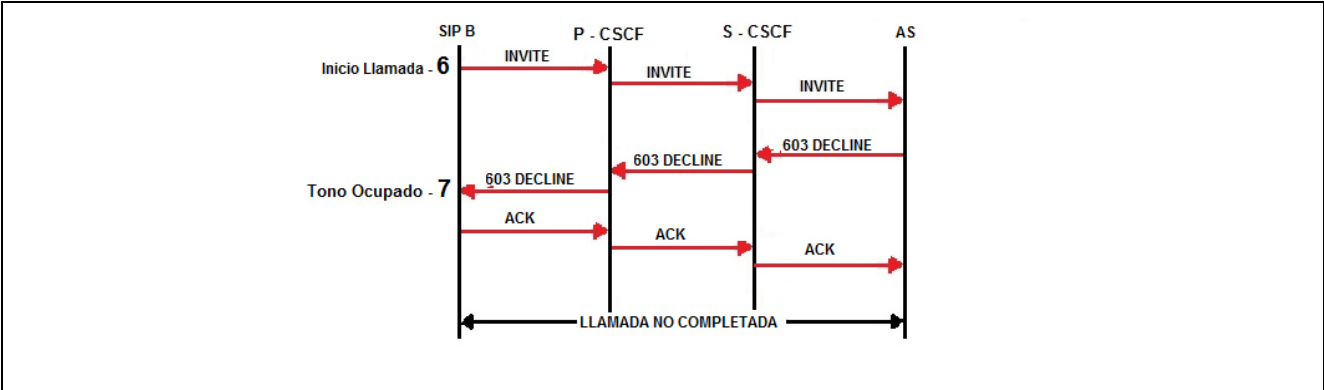 SIP B
P - CSCF
S - CSCF
AS
Inicio Llamada - 6
INVITE
INVITE
INVITE
603 DECLINE
603 DECLINE
603 DECLINE
Tono Ocupado - 7
ACK
ACK
ACK
LLAMADA NO COMPLETADA